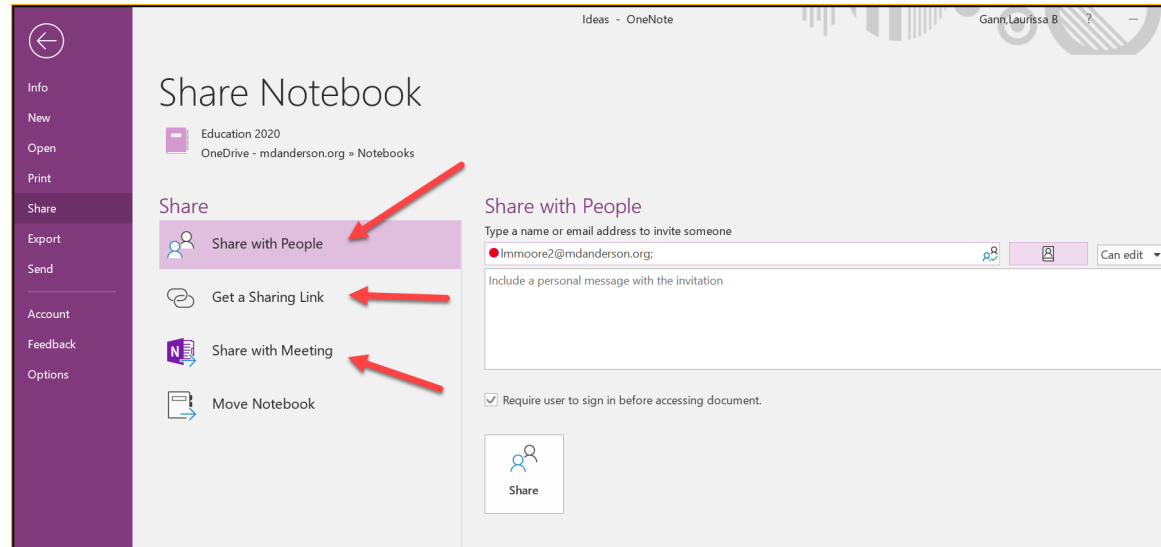 Ideas - OneNote
Gann,Laurissa B
?
Info
New
Open
Print
Share
Export
Send
Account
Feedback
Options
Share Notebook
Education 2020
OneDrive - mdanderson.org » Notebooks
Share
Share with People
Get a Sharing Link
N
Share with Meeting
Move Notebook
Share with People
Type a name or email address to invite someone
lmmoore2@mdanderson.org;
Can edit
Include a personal message with the invitation
Require user to sign in before accessing document.
Share